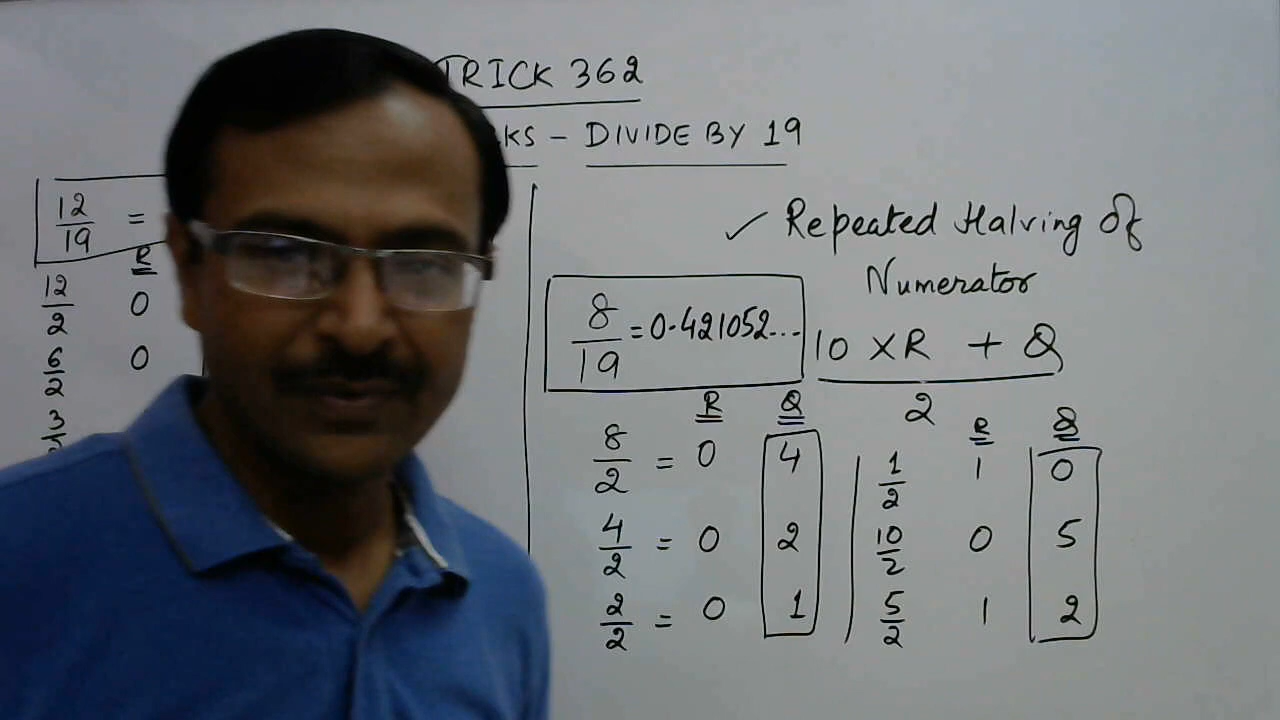 TRICK 362
- DIVIDE BY 19
12/19 =
R
12/2 0
6/2 0
3
✓ Repeated Halving of
Numerator
8/19 = 0.421052...
10 × R + Q
2
R Q
8/2 = 0 4
4/2 = 0 2
2/2 = 0 1
R Q
1/2 1 0
10/2 0 5
5/2 1 2